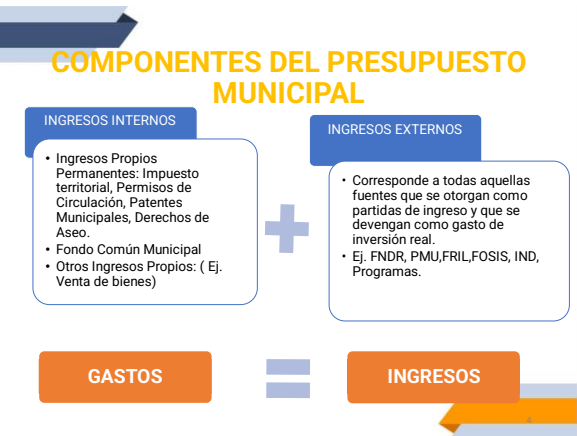 COMPONENTES DEL PRESUPUESTO
MUNICIPAL
INGRESOS INTERNOS
• Ingresos Propios
Permanentes: Impuesto
territorial, Permisos de
Circulación, Patentes
Municipales, Derechos de
Aseo.
• Fondo Común Municipal
• Otros Ingresos Propios: ( Ej.
Venta de bienes)
INGRESOS EXTERNOS
• Corresponde a todas aquellas
fuentes que se otorgan como
partidas de ingreso y que se
devengan como gasto de
inversión real.
• Ej. FNDR, PMU,FRIL,FOSIS, IND,
Programas.
GASTOS
INGRESOS
4